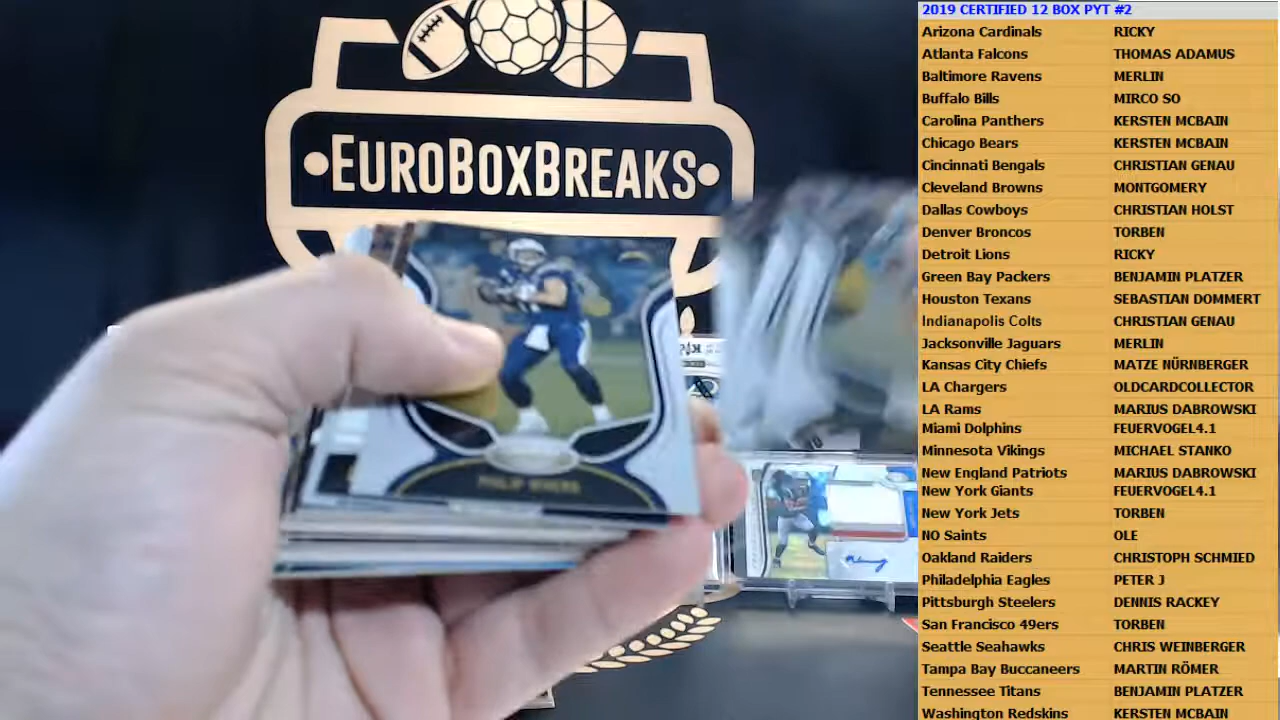 EUROBOXBREAKS
PHILIP RIVERS
2019 CERTIFIED 12 BOX PYT #2
Arizona Cardinals RICKY
Atlanta Falcons THOMAS ADAMUS
Baltimore Ravens MERLIN
Buffalo Bills MIRCO SO
Carolina Panthers KERSTEN MCBAIN
Chicago Bears KERSTEN MCBAIN
Cincinnati Bengals CHRISTIAN GENAU
Cleveland Browns MONTGOMERY
Dallas Cowboys CHRISTIAN HOLST
Denver Broncos TORBEN
Detroit Lions RICKY
Green Bay Packers BENJAMIN PLATZER
Houston Texans SEBASTIAN DOMMERT
Indianapolis Colts CHRISTIAN GENAU
Jacksonville Jaguars MERLIN
Kansas City Chiefs MATZE NÜRNBERGER
LA Chargers OLDCARDCOLLECTOR
LA Rams MARIUS DABROWSKI
Miami Dolphins FEUERVOGEL4.1
Minnesota Vikings MICHAEL STANKO
New England Patriots MARIUS DABROWSKI
New York Giants FEUERVOGEL4.1
New York Jets TORBEN
NO Saints OLE
Oakland Raiders CHRISTOPH SCHMIED
Philadelphia Eagles PETER J
Pittsburgh Steelers DENNIS RACKEY
San Francisco 49ers TORBEN
Seattle Seahawks CHRIS WEINBERGER
Tampa Bay Buccaneers MARTIN RÖMER
Tennessee Titans BENJAMIN PLATZER
Washington Redskins KERSTEN MCBAIN